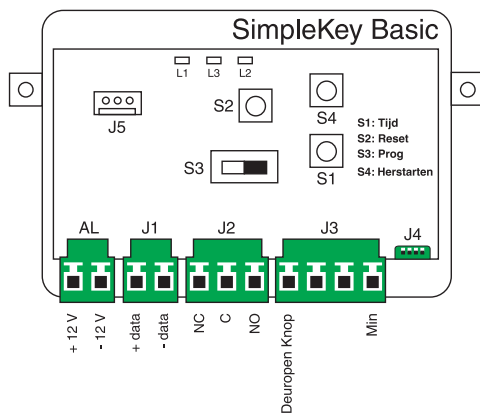 SimpleKey Basic
L1 L3 L2
J5
S2
S4
S3
S1
S1: Tijd
S2: Reset
S3: Prog
S4: Herstarten
AL J1 J2 J3 J4
+ 12 V
- 12 V
+ data
- data
NC
C
NO
Deuropen Knop
Min